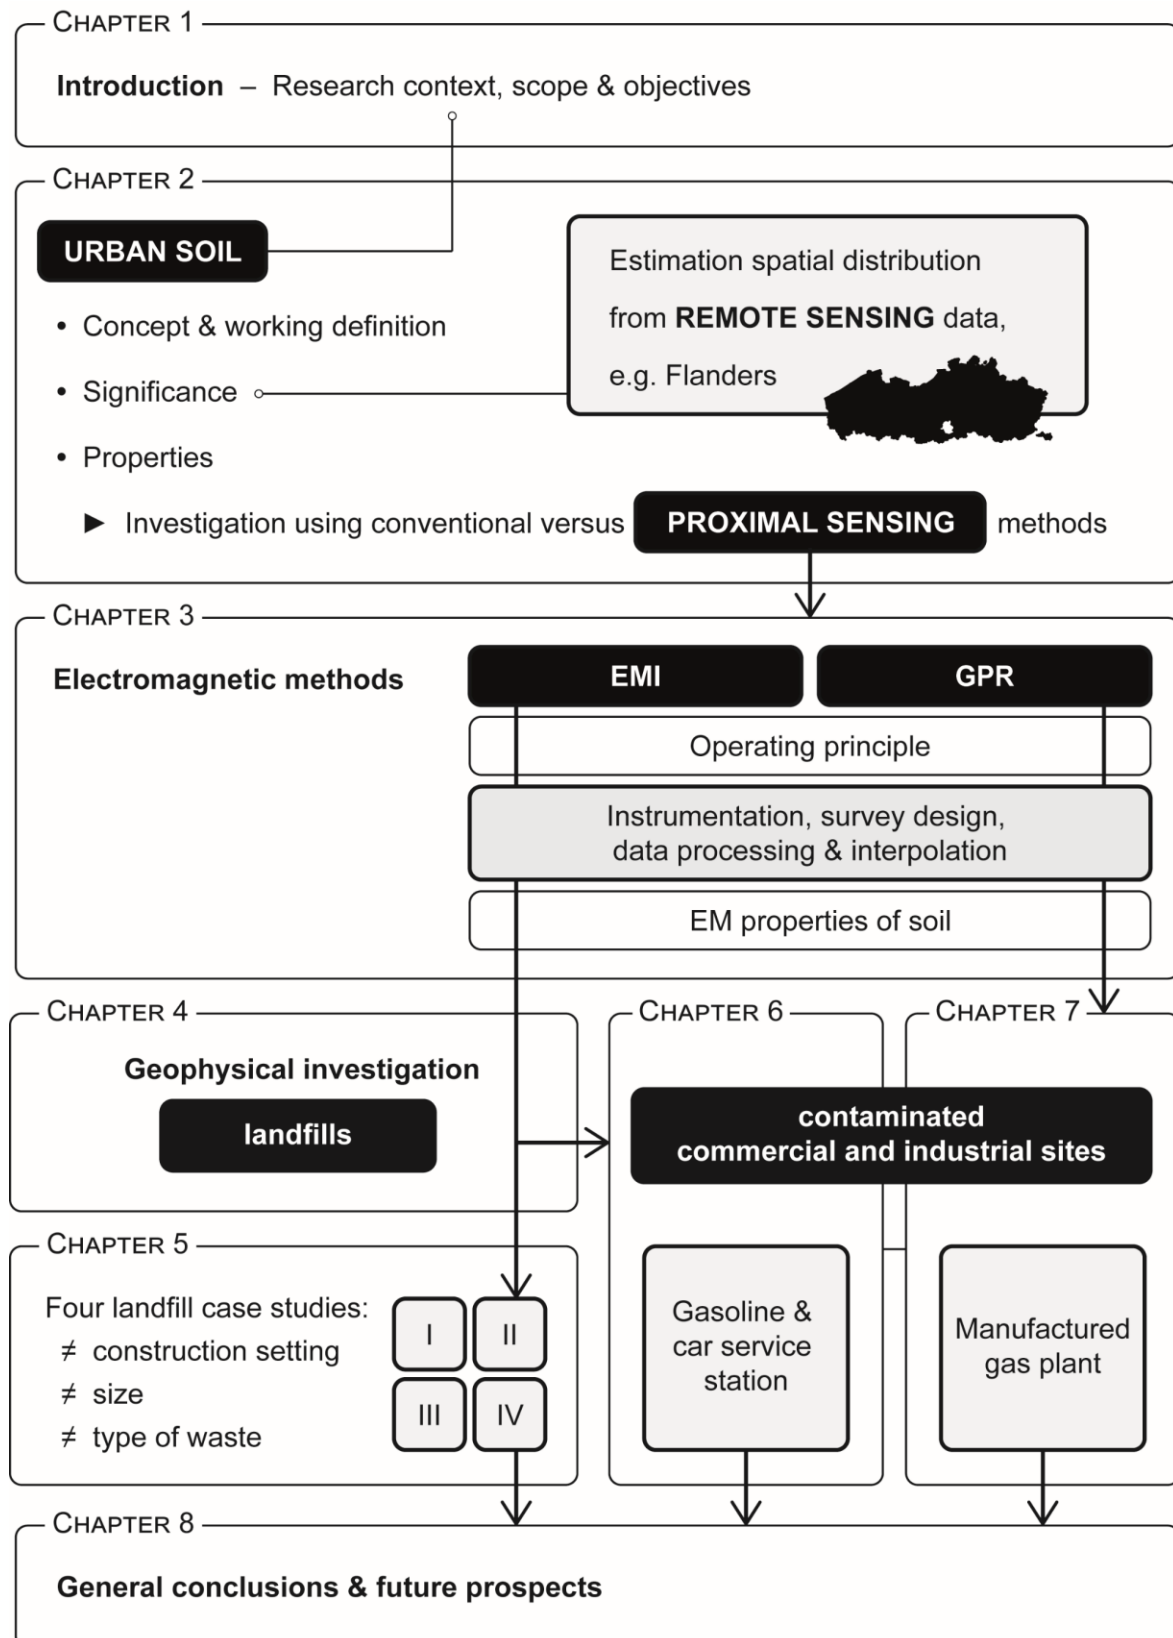 CHAPTER 1
Introduction – Research context, scope & objectives
CHAPTER 2
URBAN SOIL
• Concept & working definition
• Significance
• Properties
Estimation spatial distribution
from REMOTE SENSING data,
e.g. Flanders
► Investigation using conventional versus PROXIMAL SENSING methods
CHAPTER 3
Electromagnetic methods
EMI
GPR
Operating principle
Instrumentation, survey design,
data processing & interpolation
EM properties of soil
CHAPTER 4
Geophysical investigation
landfills
CHAPTER 6
CHAPTER 7
contaminated
commercial and industrial sites
CHAPTER 5
Four landfill case studies:
≠ construction setting
≠ size
≠ type of waste
I
II
III
IV
Gasoline &
car service
station
Manufactured
gas plant
CHAPTER 8
General conclusions & future prospects